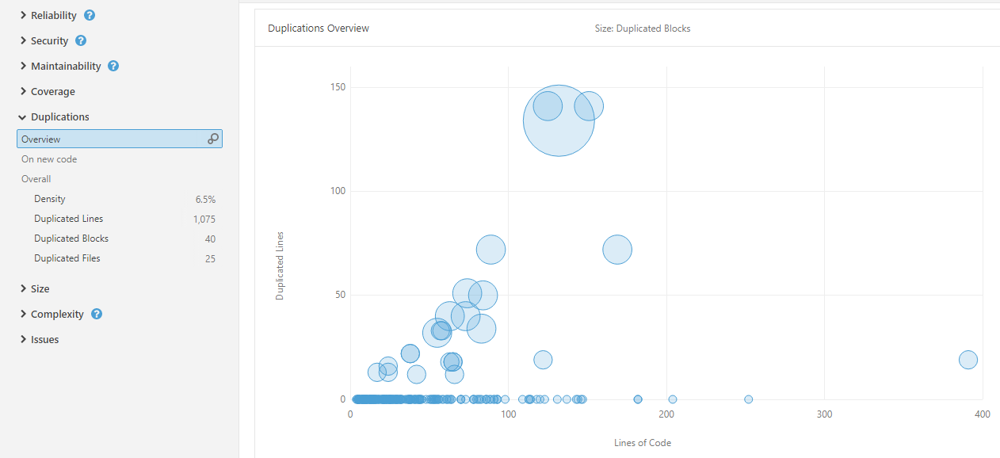 Reliability ?
Security ?
Maintainability ?
Coverage
Duplications
Overview
On new code
Overall
Density 6.5%
Duplicated Lines 1,075
Duplicated Blocks 40
Duplicated Files 25
Size
Complexity ?
Issues
Duplications Overview Size: Duplicated Blocks
150
100
50
0
Duplicated Lines
0 100 200 300 400
Lines of Code